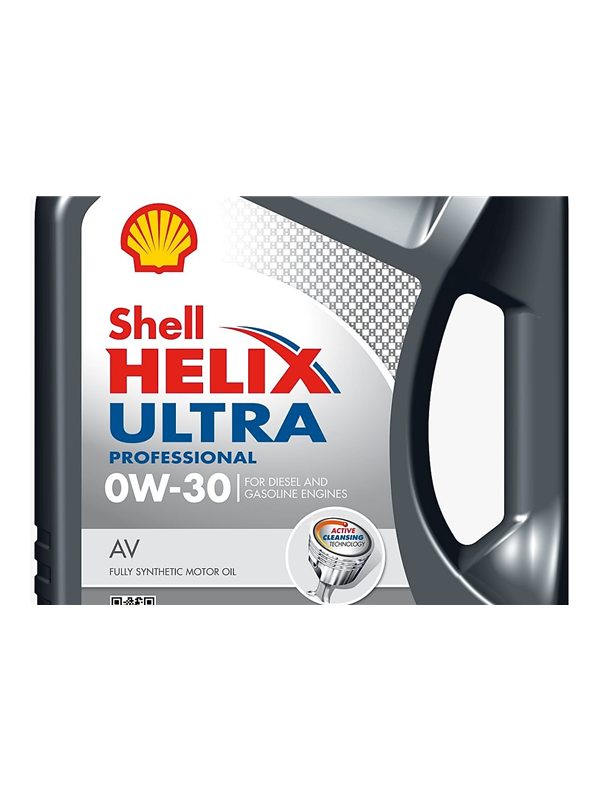 Shell
HELIX
ULTRA
PROFESSIONAL
0W-30
FOR DIESEL AND
GASOLINE ENGINES
ACTIVE
CLEANSING
TECHNOLOGY
AV
FULLY SYNTHETIC MOTOR OIL